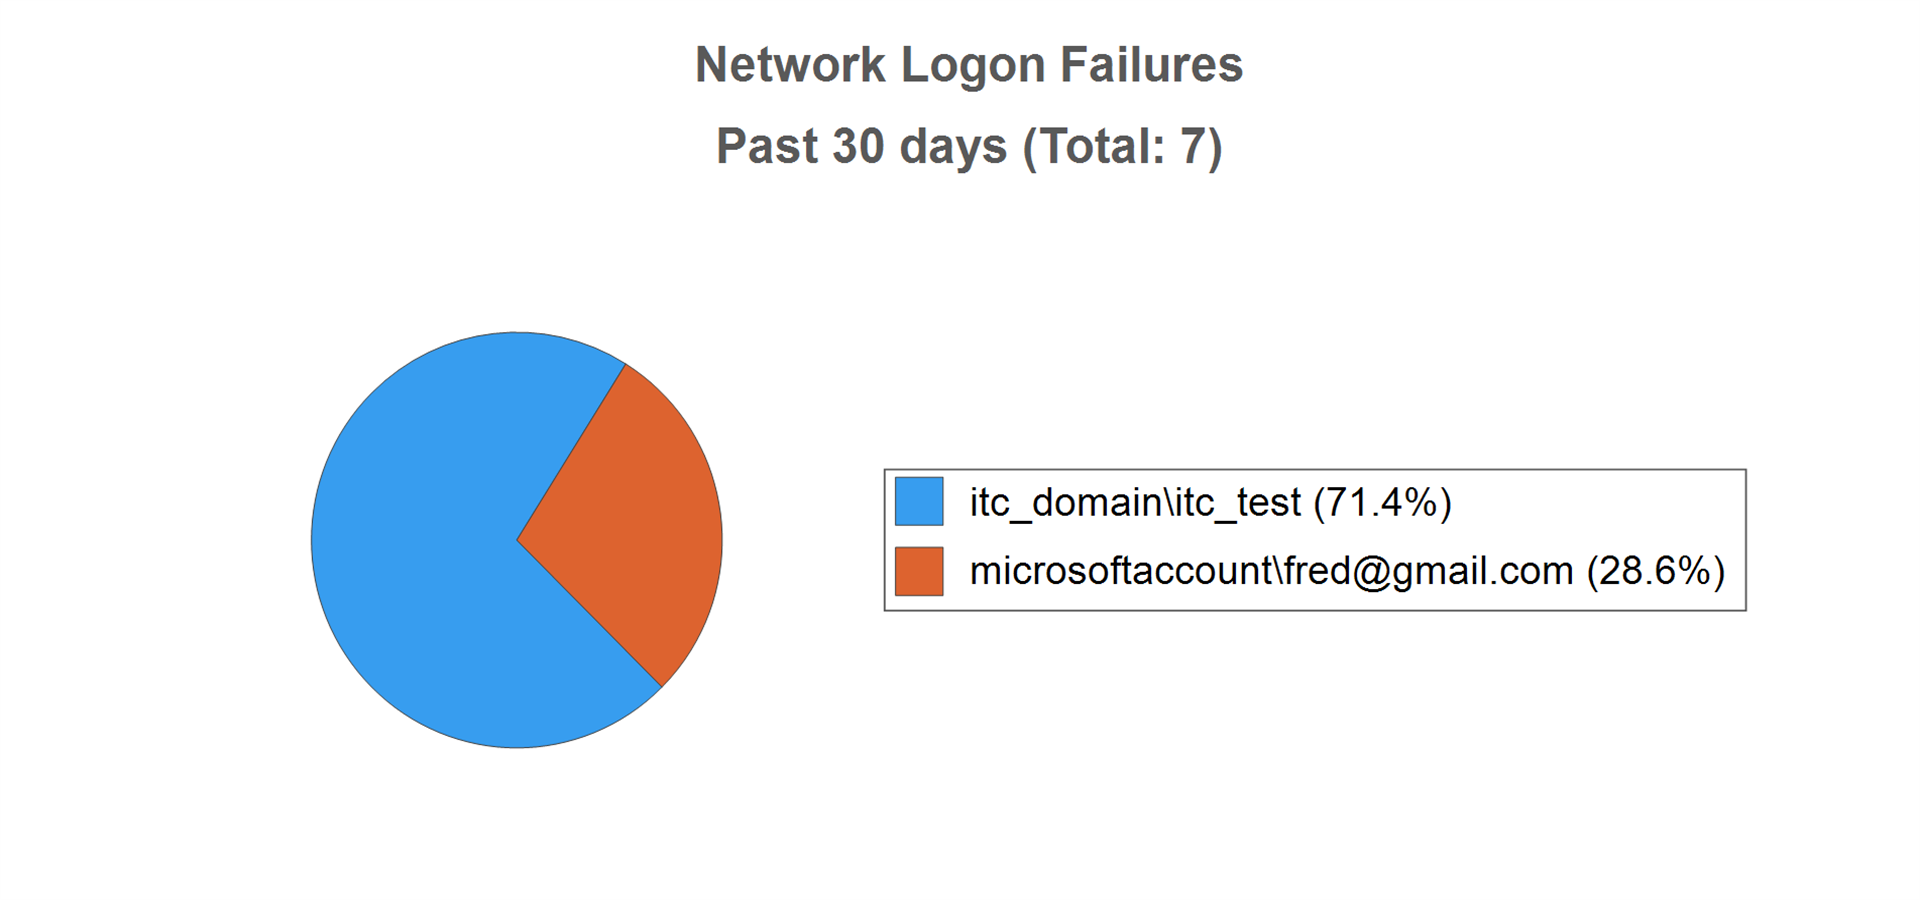 Network Logon Failures
Past 30 days (Total: 7)
itc_domain\itc_test (71.4%)
microsoftaccount\fred@gmail.com (28.6%)